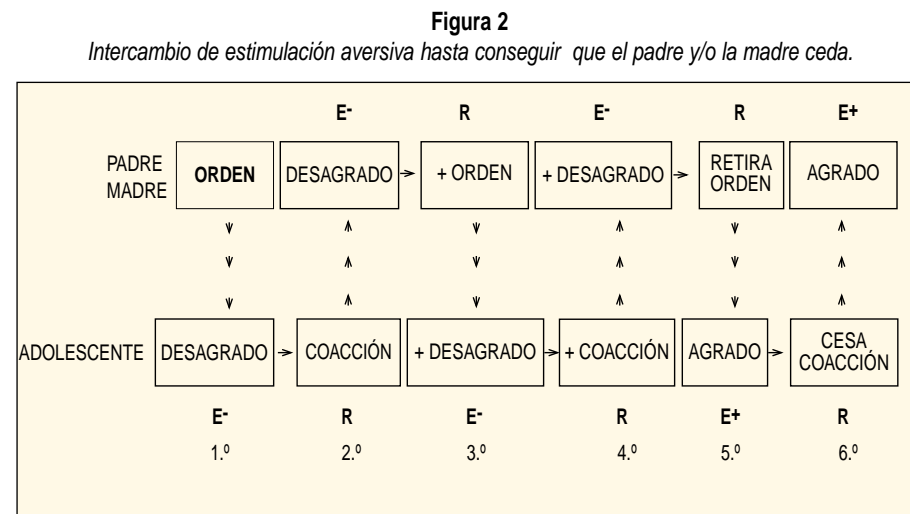 Figura 2
Intercambio de estimulación aversiva hasta conseguir que el padre y/o la madre ceda.
E- R E- R E+
PADRE
MADRE
ORDEN DESAGRADO + ORDEN + DESAGRADO RETIRA
ORDEN AGRADO
ADOLESCENTE DESAGRADO COACCIÓN + DESAGRADO + COACCIÓN AGRADO CESA
COACCIÓN
E- R E- R E+ R
1.º 2.º 3.º 4.º 5.º 6.º